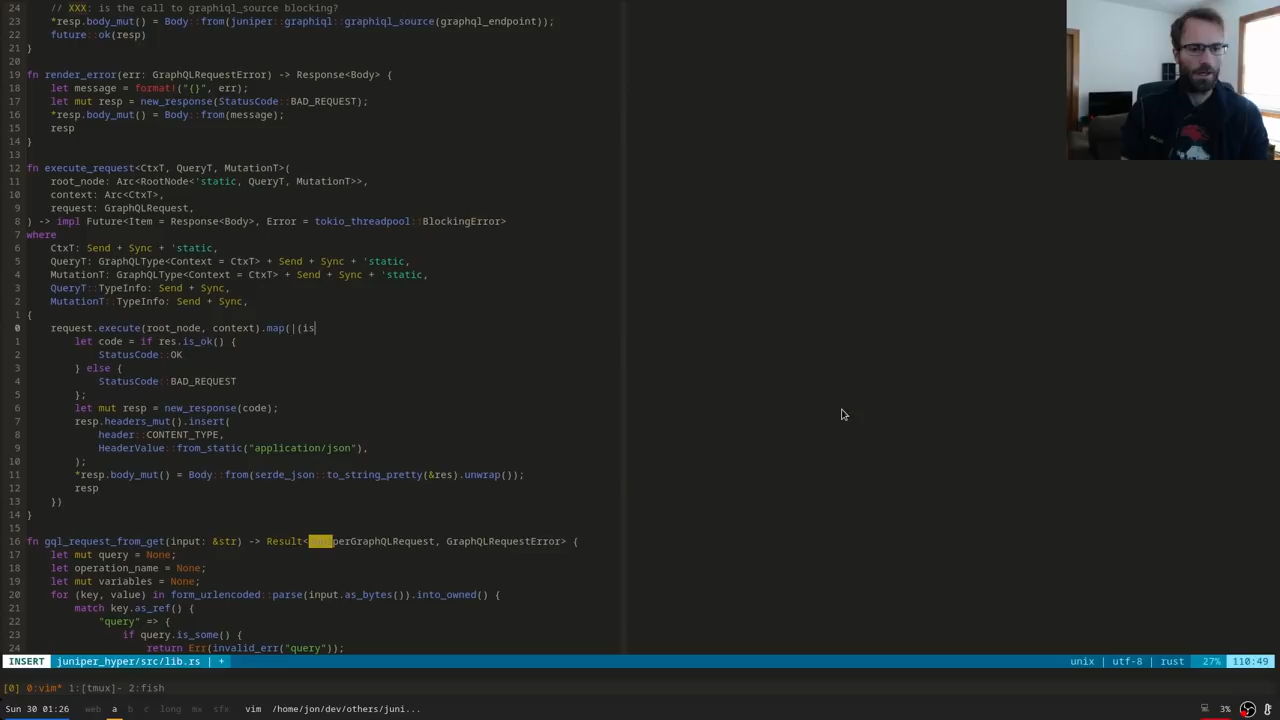 24 // XXX: is the call to graphiql_source blocking?
23 *resp.body_mut() = Body::from(juniper::graphiql::graphiql_source(graphql_endpoint));
22 future::ok(resp)
21 }
20
19 fn render_error(err: GraphQLRequestError) -> Response<Body> {
18 let message = format!("{}", err);
17 let mut resp = new_response(StatusCode::BAD_REQUEST);
16 *resp.body_mut() = Body::from(message);
15 resp
14 }
13
12 fn execute_request<CtxT, QueryT, MutationT>(
11 root_node: Arc<RootNode<'static, QueryT, MutationT>>,
10 context: Arc<CtxT>,
9 request: GraphQLRequest,
8 ) -> impl Future<Item = Response<Body>, Error = tokio_threadpool::BlockingError>
7 where
6 CtxT: Send + Sync + 'static,
5 QueryT: GraphQLType<Context = CtxT> + Send + Sync + 'static,
4 MutationT: GraphQLType<Context = CtxT> + Send + Sync + 'static,
3 QueryT::TypeInfo: Send + Sync,
2 MutationT::TypeInfo: Send + Sync,
1 {
0 request.execute(root_node, context).map(|(is
1 let code = if res.is_ok() {
2 StatusCode::OK
3 } else {
4 StatusCode::BAD_REQUEST
5 };
6 let mut resp = new_response(code);
7 resp.headers_mut().insert(
8 header::CONTENT_TYPE,
9 HeaderValue::from_static("application/json"),
10 );
11 *resp.body_mut() = Body::from(serde_json::to_string_pretty(&res).unwrap());
12 resp
13 })
14 }
15
16 fn gql_request_from_get(input: &str) -> Result<JuniperGraphQLRequest, GraphQLRequestError> {
17 let mut query = None;
18 let operation_name = None;
19 let mut variables = None;
20 for (key, value) in form_urlencoded::parse(input.as_bytes()).into_owned() {
21 match key.as_ref() {
22 "query" => {
23 if query.is_some() {
24 return Err(invalid_err("query"));
INSERT juniper_hyper/src/lib.rs | + unix | utf-8 | rust 27% 110:49
[0] 0:vim* 1:[tmux]- 2:fish
Sun 30 01:26 web a b c long mx sfx vim /home/jon/dev/others/juni... 3%